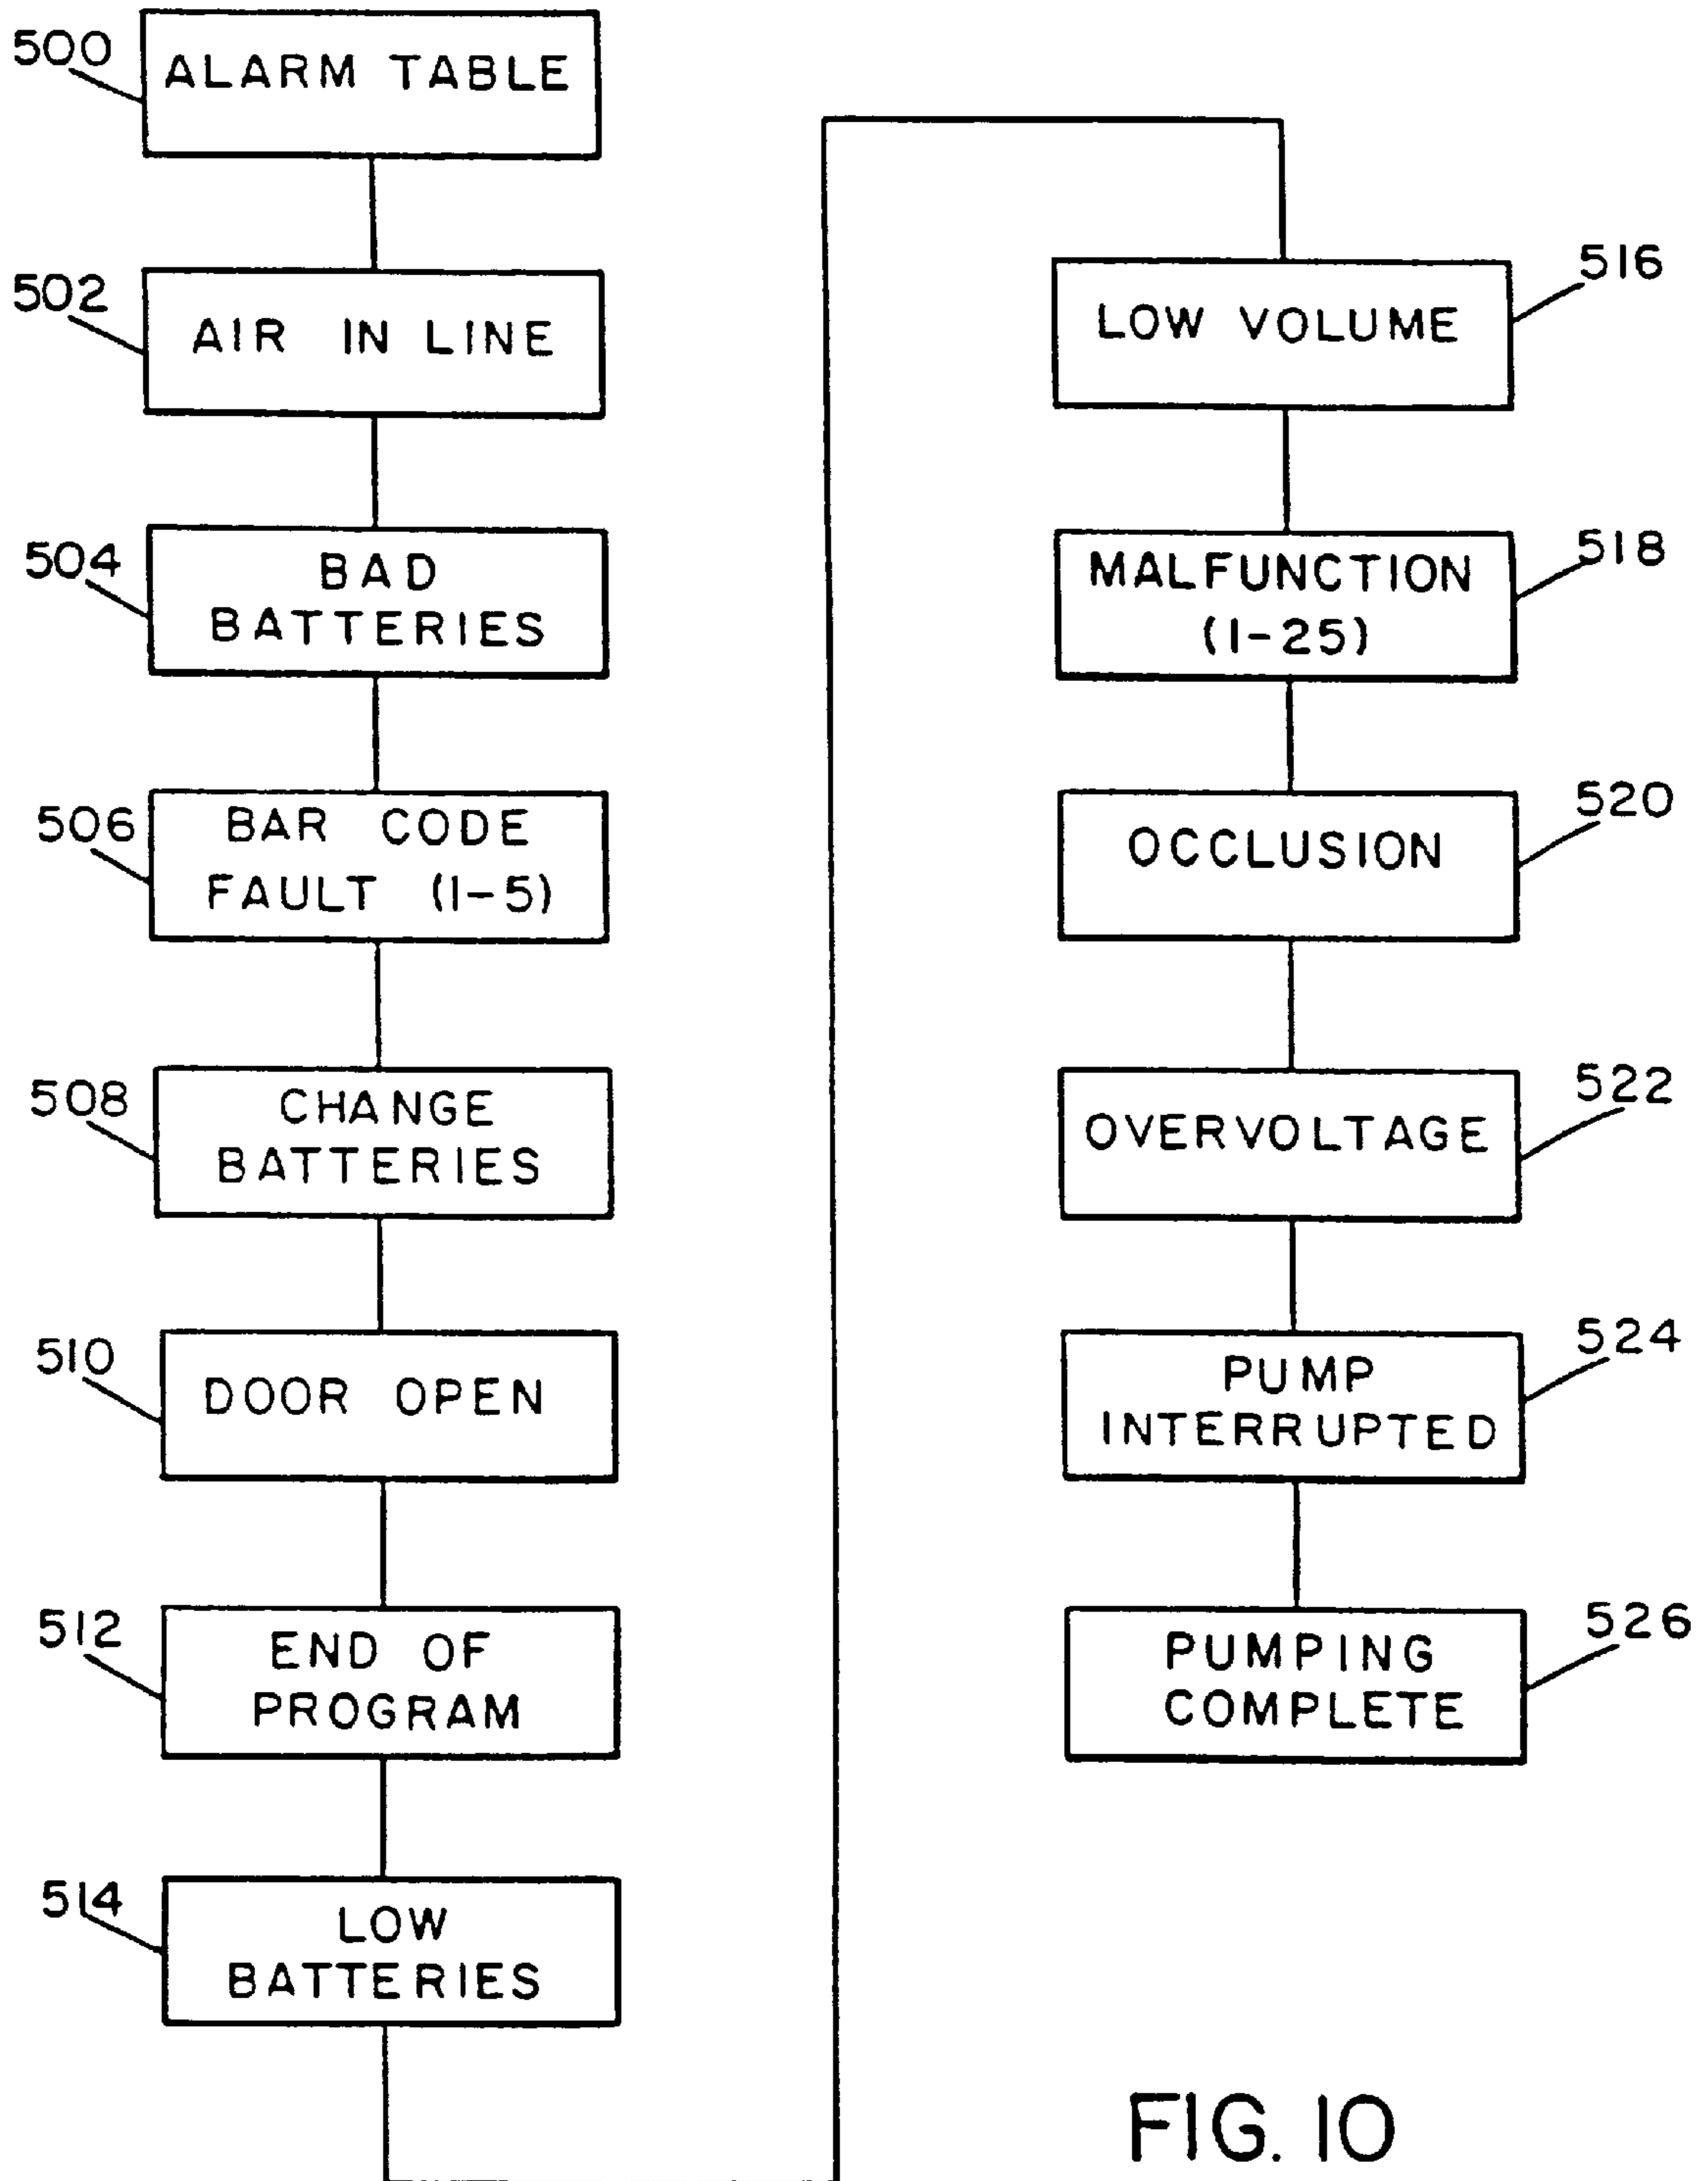 500
ALARM TABLE
502
AIR IN LINE
504
BAD
BATTERIES
506
BAR CODE
FAULT (1-5)
508
CHANGE
BATTERIES
510
DOOR OPEN
512
END OF
PROGRAM
514
LOW
BATTERIES
516
LOW VOLUME
518
MALFUNCTION
(1-25)
520
OCCLUSION
522
OVERVOLTAGE
524
PUMP
INTERRUPTED
526
PUMPING
COMPLETE
FIG. 10